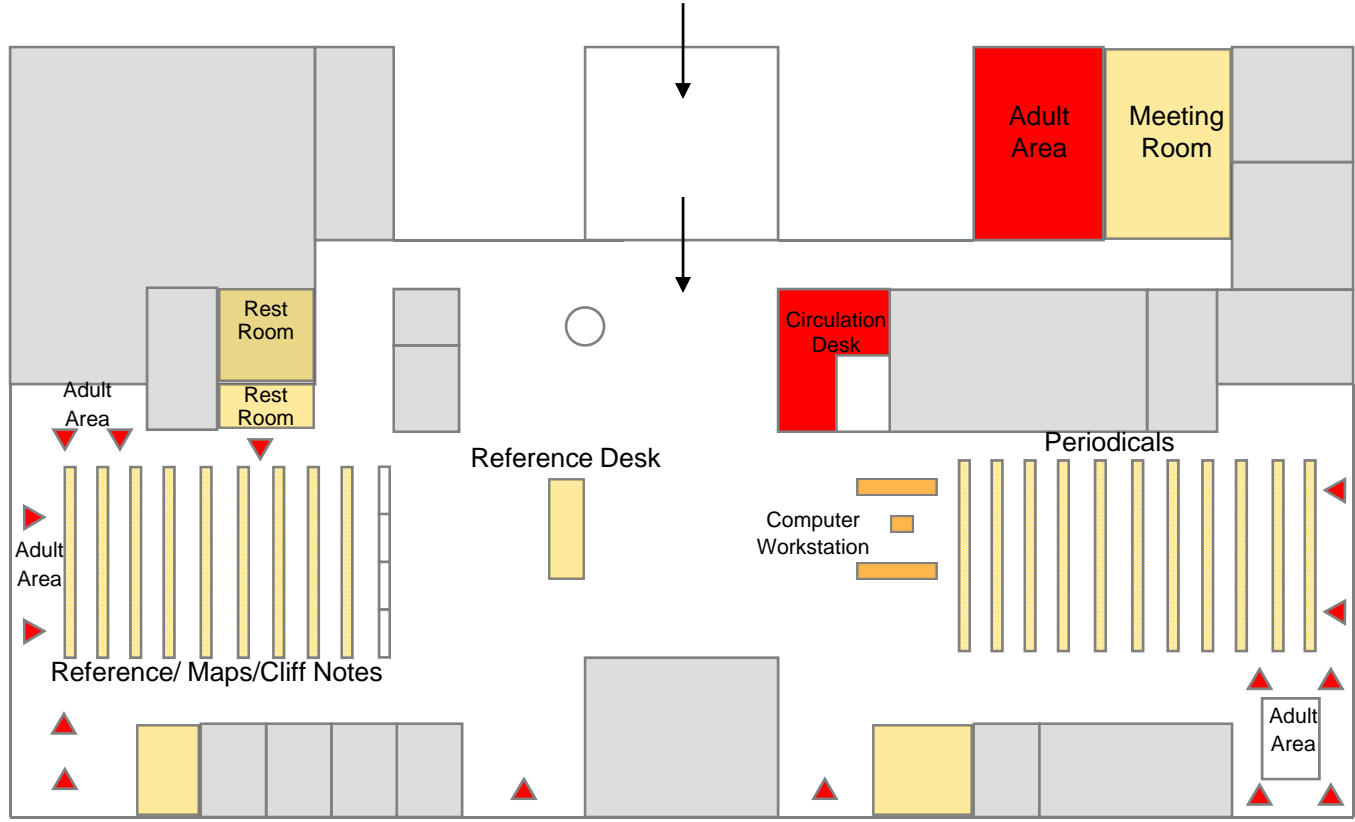 Adult
Area
Meeting
Room
Rest
Room
Circulation
Desk
Adult
Area
Rest
Room
Periodicals
Reference Desk
Computer
Workstation
Adult
Area
Reference/ Maps/Cliff Notes
Adult
Area